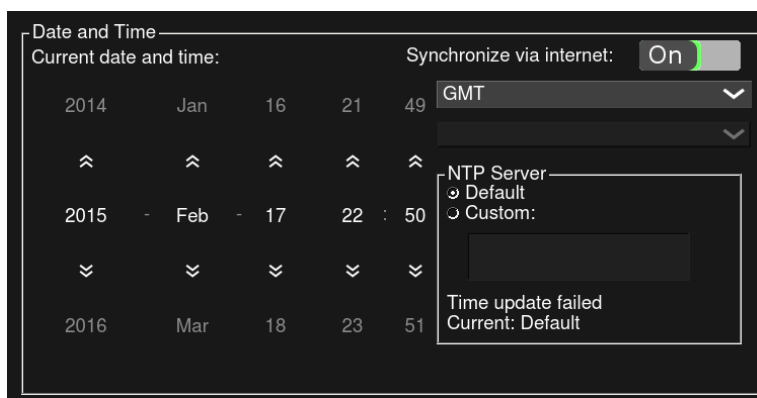 Date and Time
Current date and time:
Synchronize via internet: On
2014 Jan 16 21 49
GMT
2015 - Feb - 17 22 : 50
2016 Mar 18 23 51
NTP Server
Default
Custom:
Time update failed
Current: Default